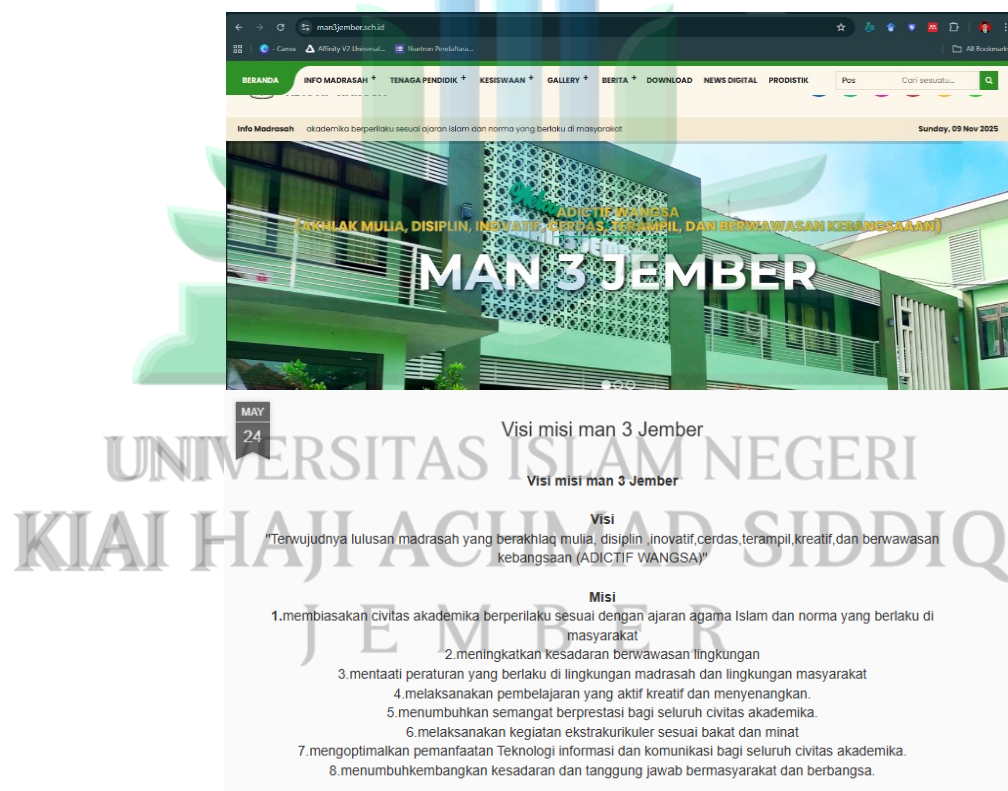 man3jember.sch.id
- Canva Affinity V2 Universal... Nortron Pendaftara... All Bookmarks
BERANDA INFO MADRASAH + TENAGA PENDIDIK + KESISWAAN + GALLERY + BERITA + DOWNLOAD NEWS DIGITAL PRODISTIK Pos Cari sesuatu...
Info Madrasah akademika berperilaku sesuai ajaran islam dan norma yang berlaku di masyarakat Sunday, 09 Nov 2025
ADICTIF WANGSA
(AKHLAK MULIA, DISIPLIN, INOVATIF, CERDAS, TERAMPIL, DAN BERWAWASAN KEBANGSAAAN)
MAN 3 JEMBER
MAY
24
Visi misi man 3 Jember
Visi misi man 3 Jember
Visi
"Terwujudnya lulusan madrasah yang berakhlaq mulia, disiplin ,inovatif,cerdas,terampil,kreatif,dan berwawasan
kebangsaan (ADICTIF WANGSA)"
Misi
1.membiasakan civitas akademika berperilaku sesuai dengan ajaran agama Islam dan norma yang berlaku di
masyarakat
2.meningkatkan kesadaran berwawasan lingkungan
3.mentaati peraturan yang berlaku di lingkungan madrasah dan lingkungan masyarakat
4.melaksanakan pembelajaran yang aktif kreatif dan menyenangkan.
5.menumbuhkan semangat berprestasi bagi seluruh civitas akademika.
6.melaksanakan kegiatan ekstrakurikuler sesuai bakat dan minat
7.mengoptimalkan pemanfaatan Teknologi informasi dan komunikasi bagi seluruh civitas akademika.
8.menumbuhkembangkan kesadaran dan tanggung jawab bermasyarakat dan berbangsa.
UNIVERSITAS ISLAM NEGERI
KIAI HAJI ACHMAD SIDDIQ
JEMBER